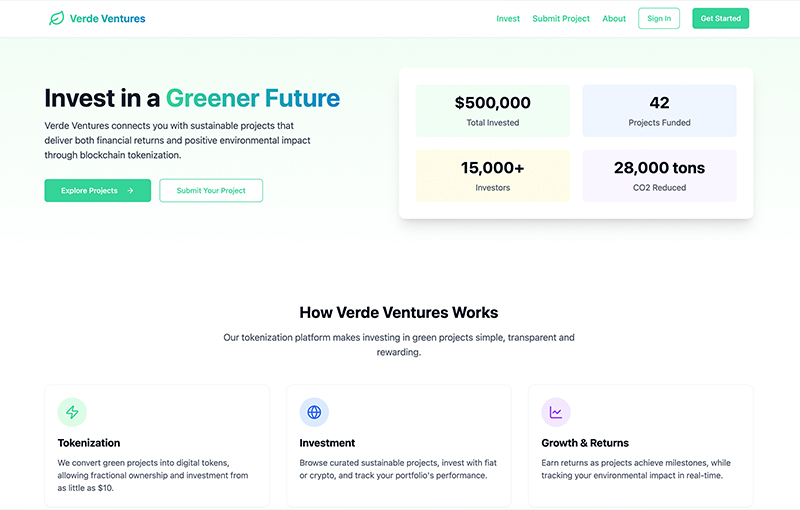 Verde Ventures
Invest Submit Project About Sign In Get Started
Invest in a Greener Future
Verde Ventures connects you with sustainable projects that
deliver both financial returns and positive environmental impact
through blockchain tokenization.
Explore Projects →
Submit Your Project
$500,000
Total Invested
42
Projects Funded
15,000+
Investors
28,000 tons
CO2 Reduced
How Verde Ventures Works
Our tokenization platform makes investing in green projects simple, transparent and
rewarding.
Tokenization
We convert green projects into digital tokens,
allowing fractional ownership and investment from
as little as $10.
Investment
Browse curated sustainable projects, invest with fiat
or crypto, and track your portfolio's performance.
Growth & Returns
Earn returns as projects achieve milestones, while
tracking your environmental impact in real-time.